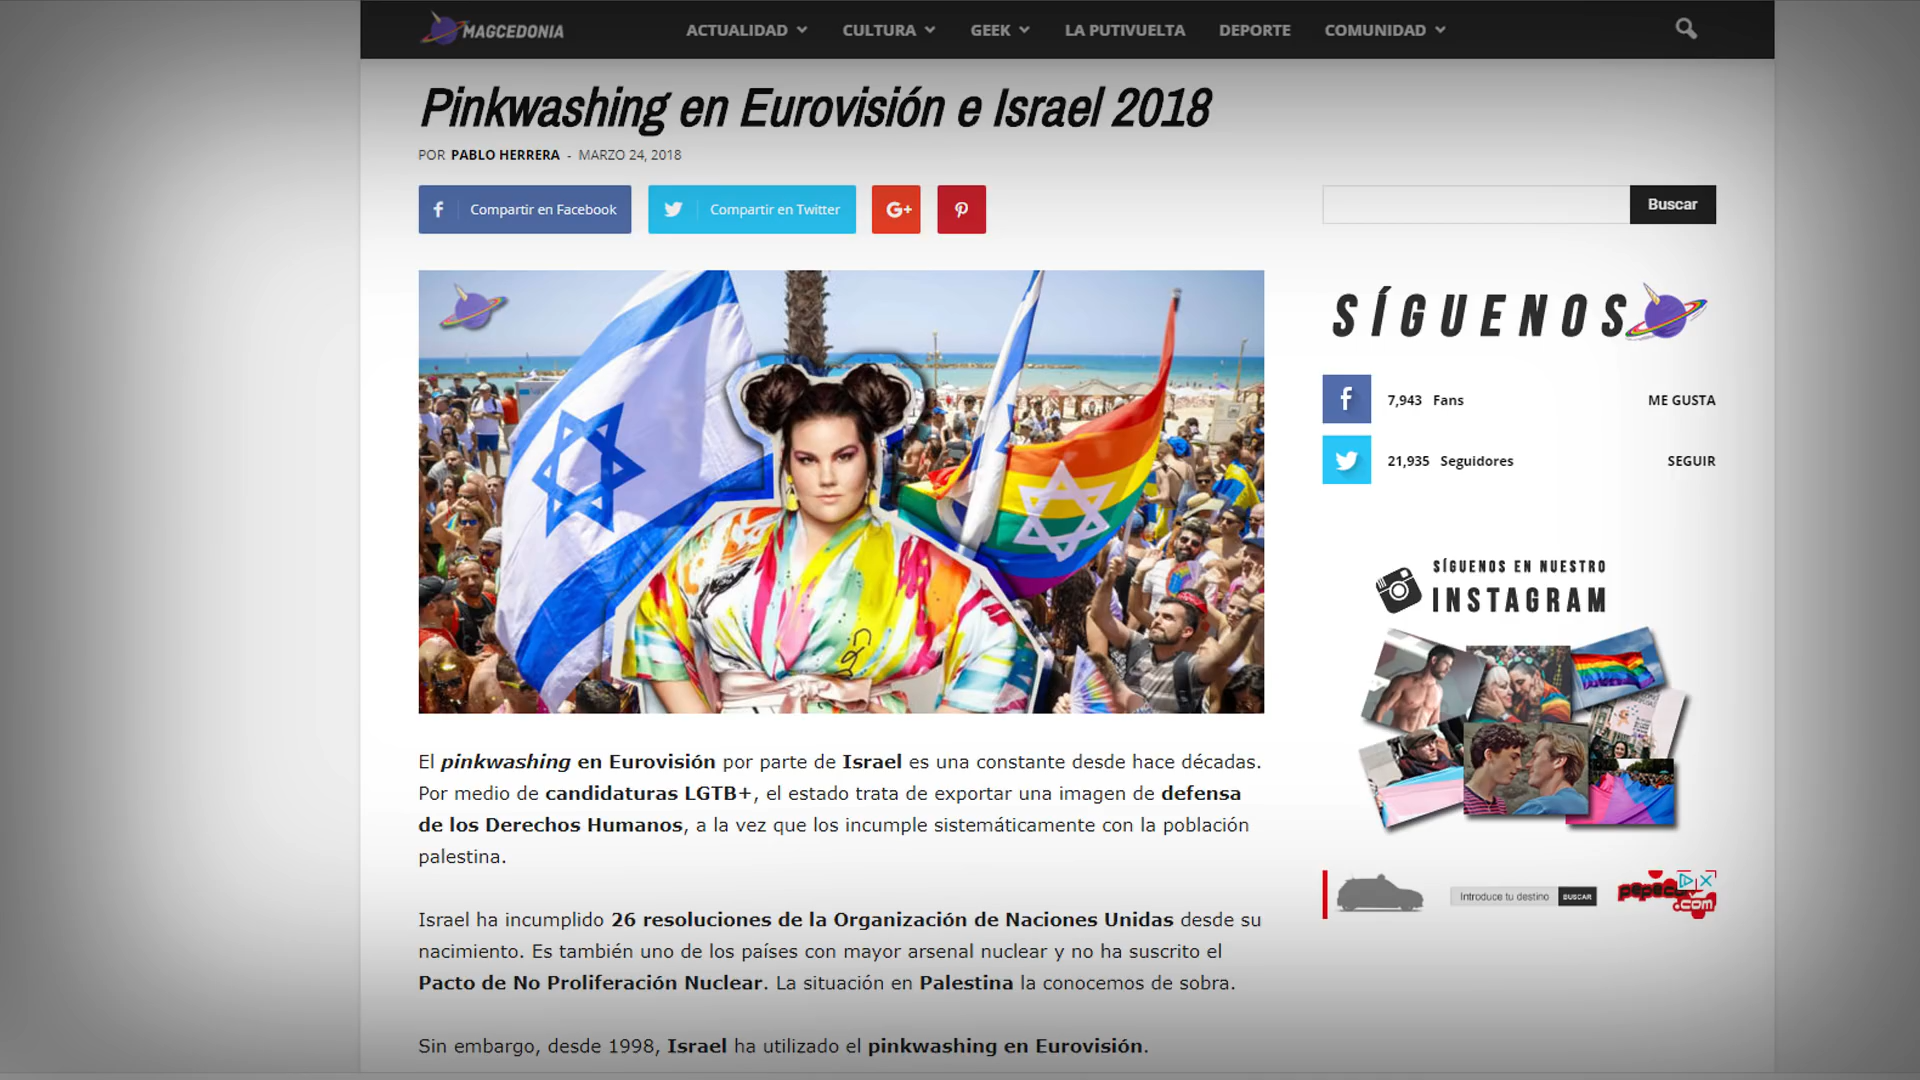 MAGCEDONIA
ACTUALIDAD
CULTURA
GEEK
LA PUTIVUELTA
DEPORTE
COMUNIDAD
Pinkwashing en Eurovisión e Israel 2018
POR PABLO HERRERA - MARZO 24, 2018
Compartir en Facebook
Compartir en Twitter
G+
Buscar
SÍGUENOS
7,943 Fans
ME GUSTA
21,935 Seguidores
SEGUIR
SÍGUENOS EN NUESTRO
INSTAGRAM
El pinkwashing en Eurovisión por parte de Israel es una constante desde hace décadas.
Por medio de candidaturas LGTB+, el estado trata de exportar una imagen de defensa
de los Derechos Humanos, a la vez que los incumple sistemáticamente con la población
palestina.
Israel ha incumplido 26 resoluciones de la Organización de Naciones Unidas desde su
nacimiento. Es también uno de los países con mayor arsenal nuclear y no ha suscrito el
Pacto de No Proliferación Nuclear. La situación en Palestina la conocemos de sobra.
Sin embargo, desde 1998, Israel ha utilizado el pinkwashing en Eurovisión.
Introduce tu destino
BUSCAR
.com